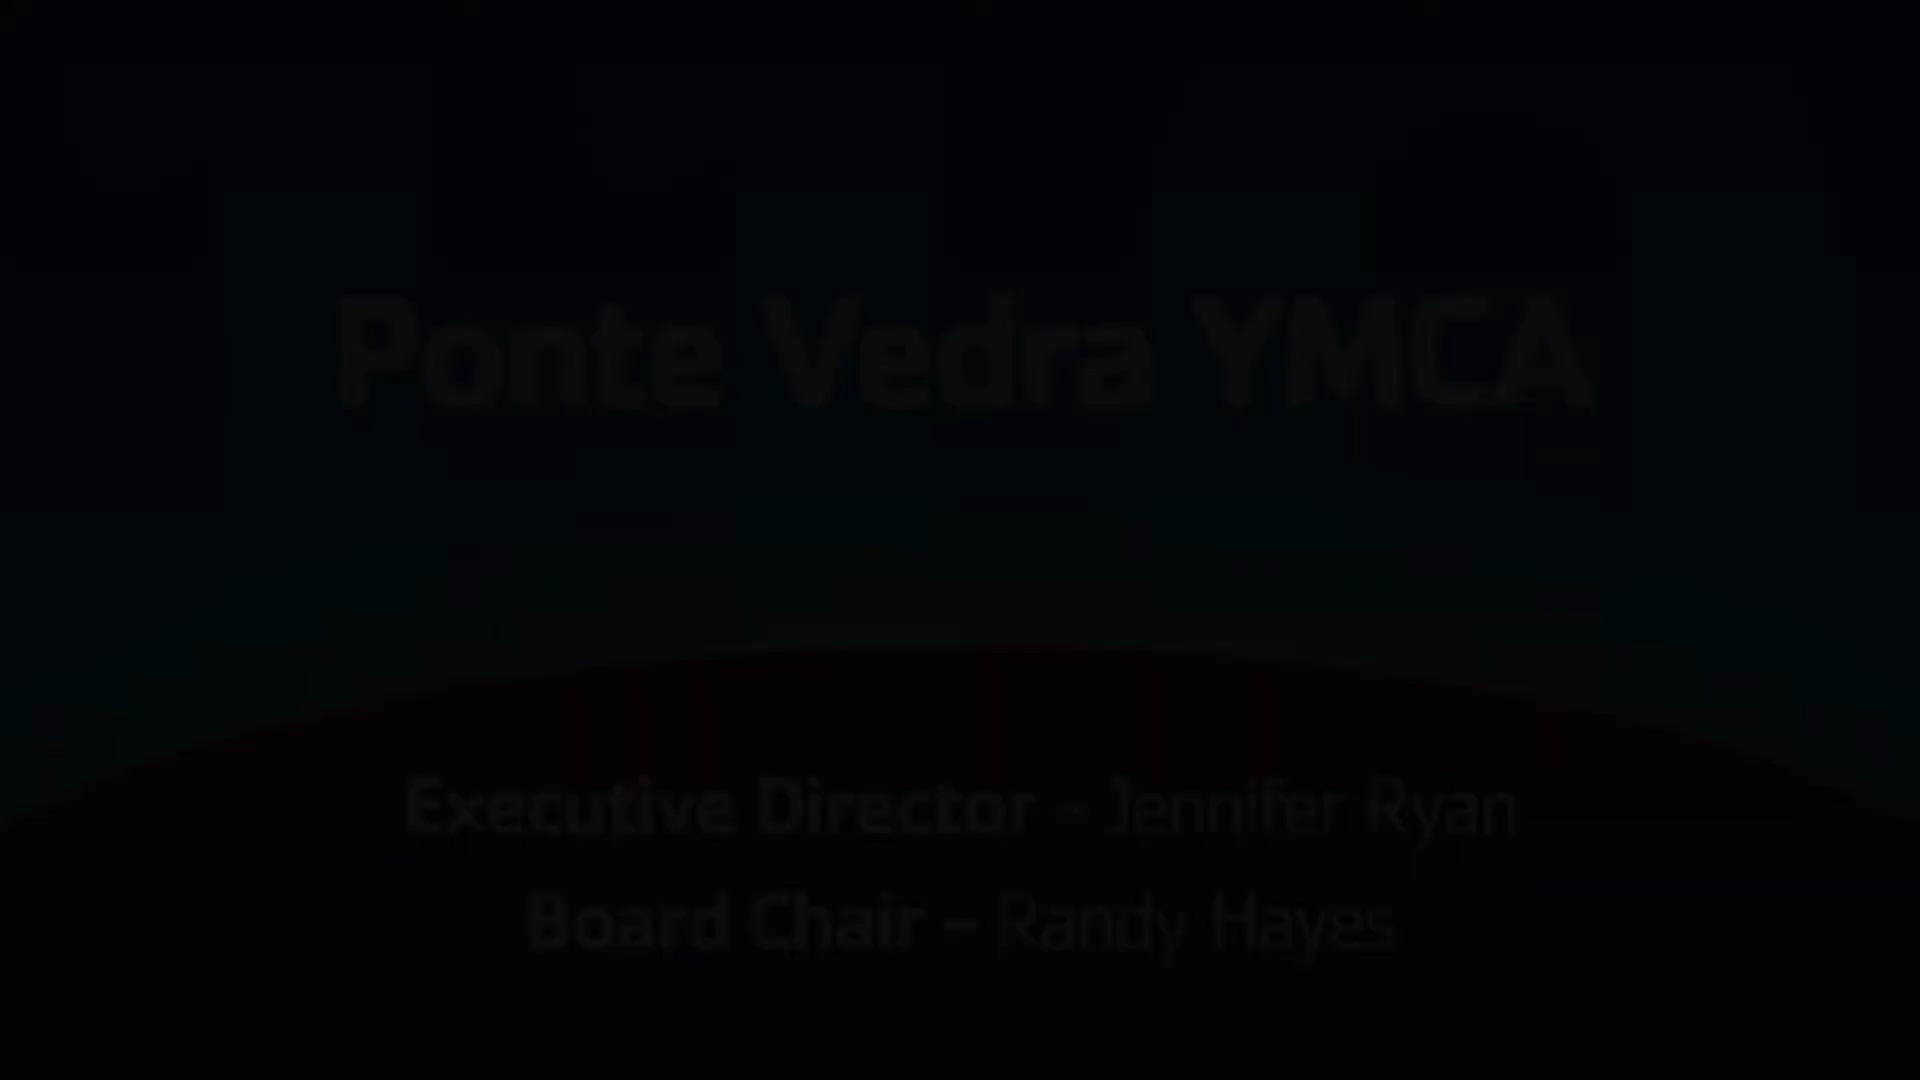 Ponte Vedra YMCA
Executive Director - Jennifer Ryan
Board Chair – Randy Hayes